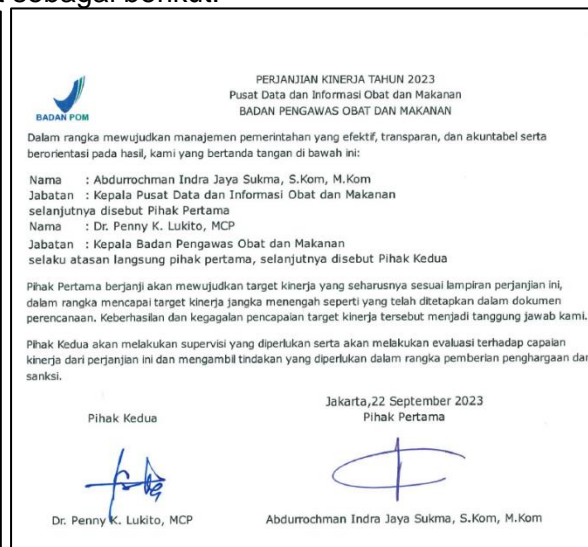 sebagai berikut:
PERJANJIAN KINERJA TAHUN 2023
Pusat Data dan Informasi Obat dan Makanan
BADAN PENGAWAS OBAT DAN MAKANAN
BADAN POM
Dalam rangka mewujudkan manajemen pemerintahan yang efektif, transparan, dan akuntabel serta
berorientasi pada hasil, kami yang bertanda tangan di bawah ini:
Nama : Abdurrochman Indra Jaya Sukma, S.Kom, M.Kom
Jabatan : Kepala Pusat Data dan Informasi Obat dan Makanan
selanjutnya disebut Pihak Pertama
Nama : Dr. Penny K. Lukito, MCP
Jabatan : Kepala Badan Pengawas Obat dan Makanan
selaku atasan langsung pihak pertama, selanjutnya disebut Pihak Kedua
Pihak Pertama berjanji akan mewujudkan target kinerja yang seharusnya sesuai lampiran perjanjian ini,
dalam rangka mencapai target kinerja jangka menengah seperti yang telah ditetapkan dalam dokumen
perencanaan. Keberhasilan dan kegagalan pencapaian target kinerja tersebut menjadi tanggung jawab kami.
Pihak Kedua akan melakukan supervisi yang diperlukan serta akan melakukan evaluasi terhadap capaian
kinerja dari perjanjian ini dan mengambil tindakan yang diperlukan dalam rangka pemberian penghargaan dan
sanksi.
Jakarta,22 September 2023
Pihak Kedua Pihak Pertama
Dr. Penny K. Lukito, MCP Abdurrochman Indra Jaya Sukma, S.Kom, M.Kom